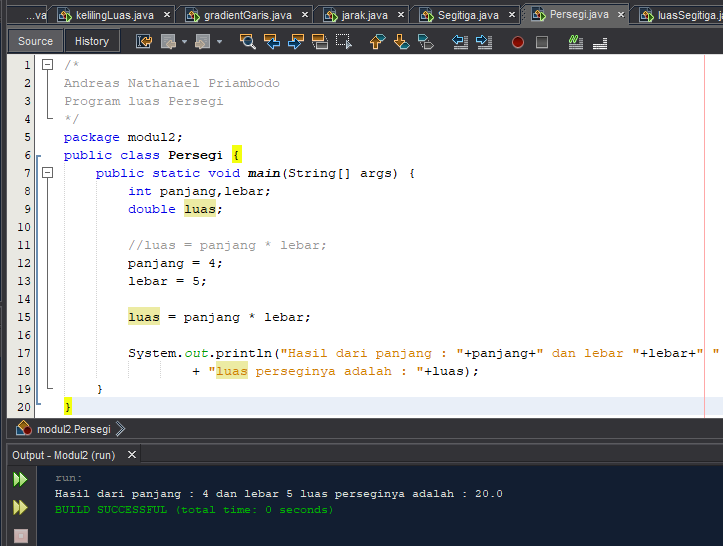 ...va kelilingLuas.java gradientGaris.java jarak.java Segitiga.java Persegi.java luasSegitiga.ja
Source History
1 /*
2 Andreas Nathanael Priambodo
3 Program luas Persegi
4 */
5 package modul2;
6 public class Persegi {
7 public static void main(String[] args) {
8 int panjang,lebar;
9 double luas;
10
11 //luas = panjang * lebar;
12 panjang = 4;
13 lebar = 5;
14
15 luas = panjang * lebar;
16
17 System.out.println("Hasil dari panjang : "+panjang+" dan lebar "+lebar+" "
18 + "luas perseginya adalah : "+luas);
19 }
20 }
modul2.Persegi
Output - Modul2 (run)
run:
Hasil dari panjang : 4 dan lebar 5 luas perseginya adalah : 20.0
BUILD SUCCESSFUL (total time: 0 seconds)